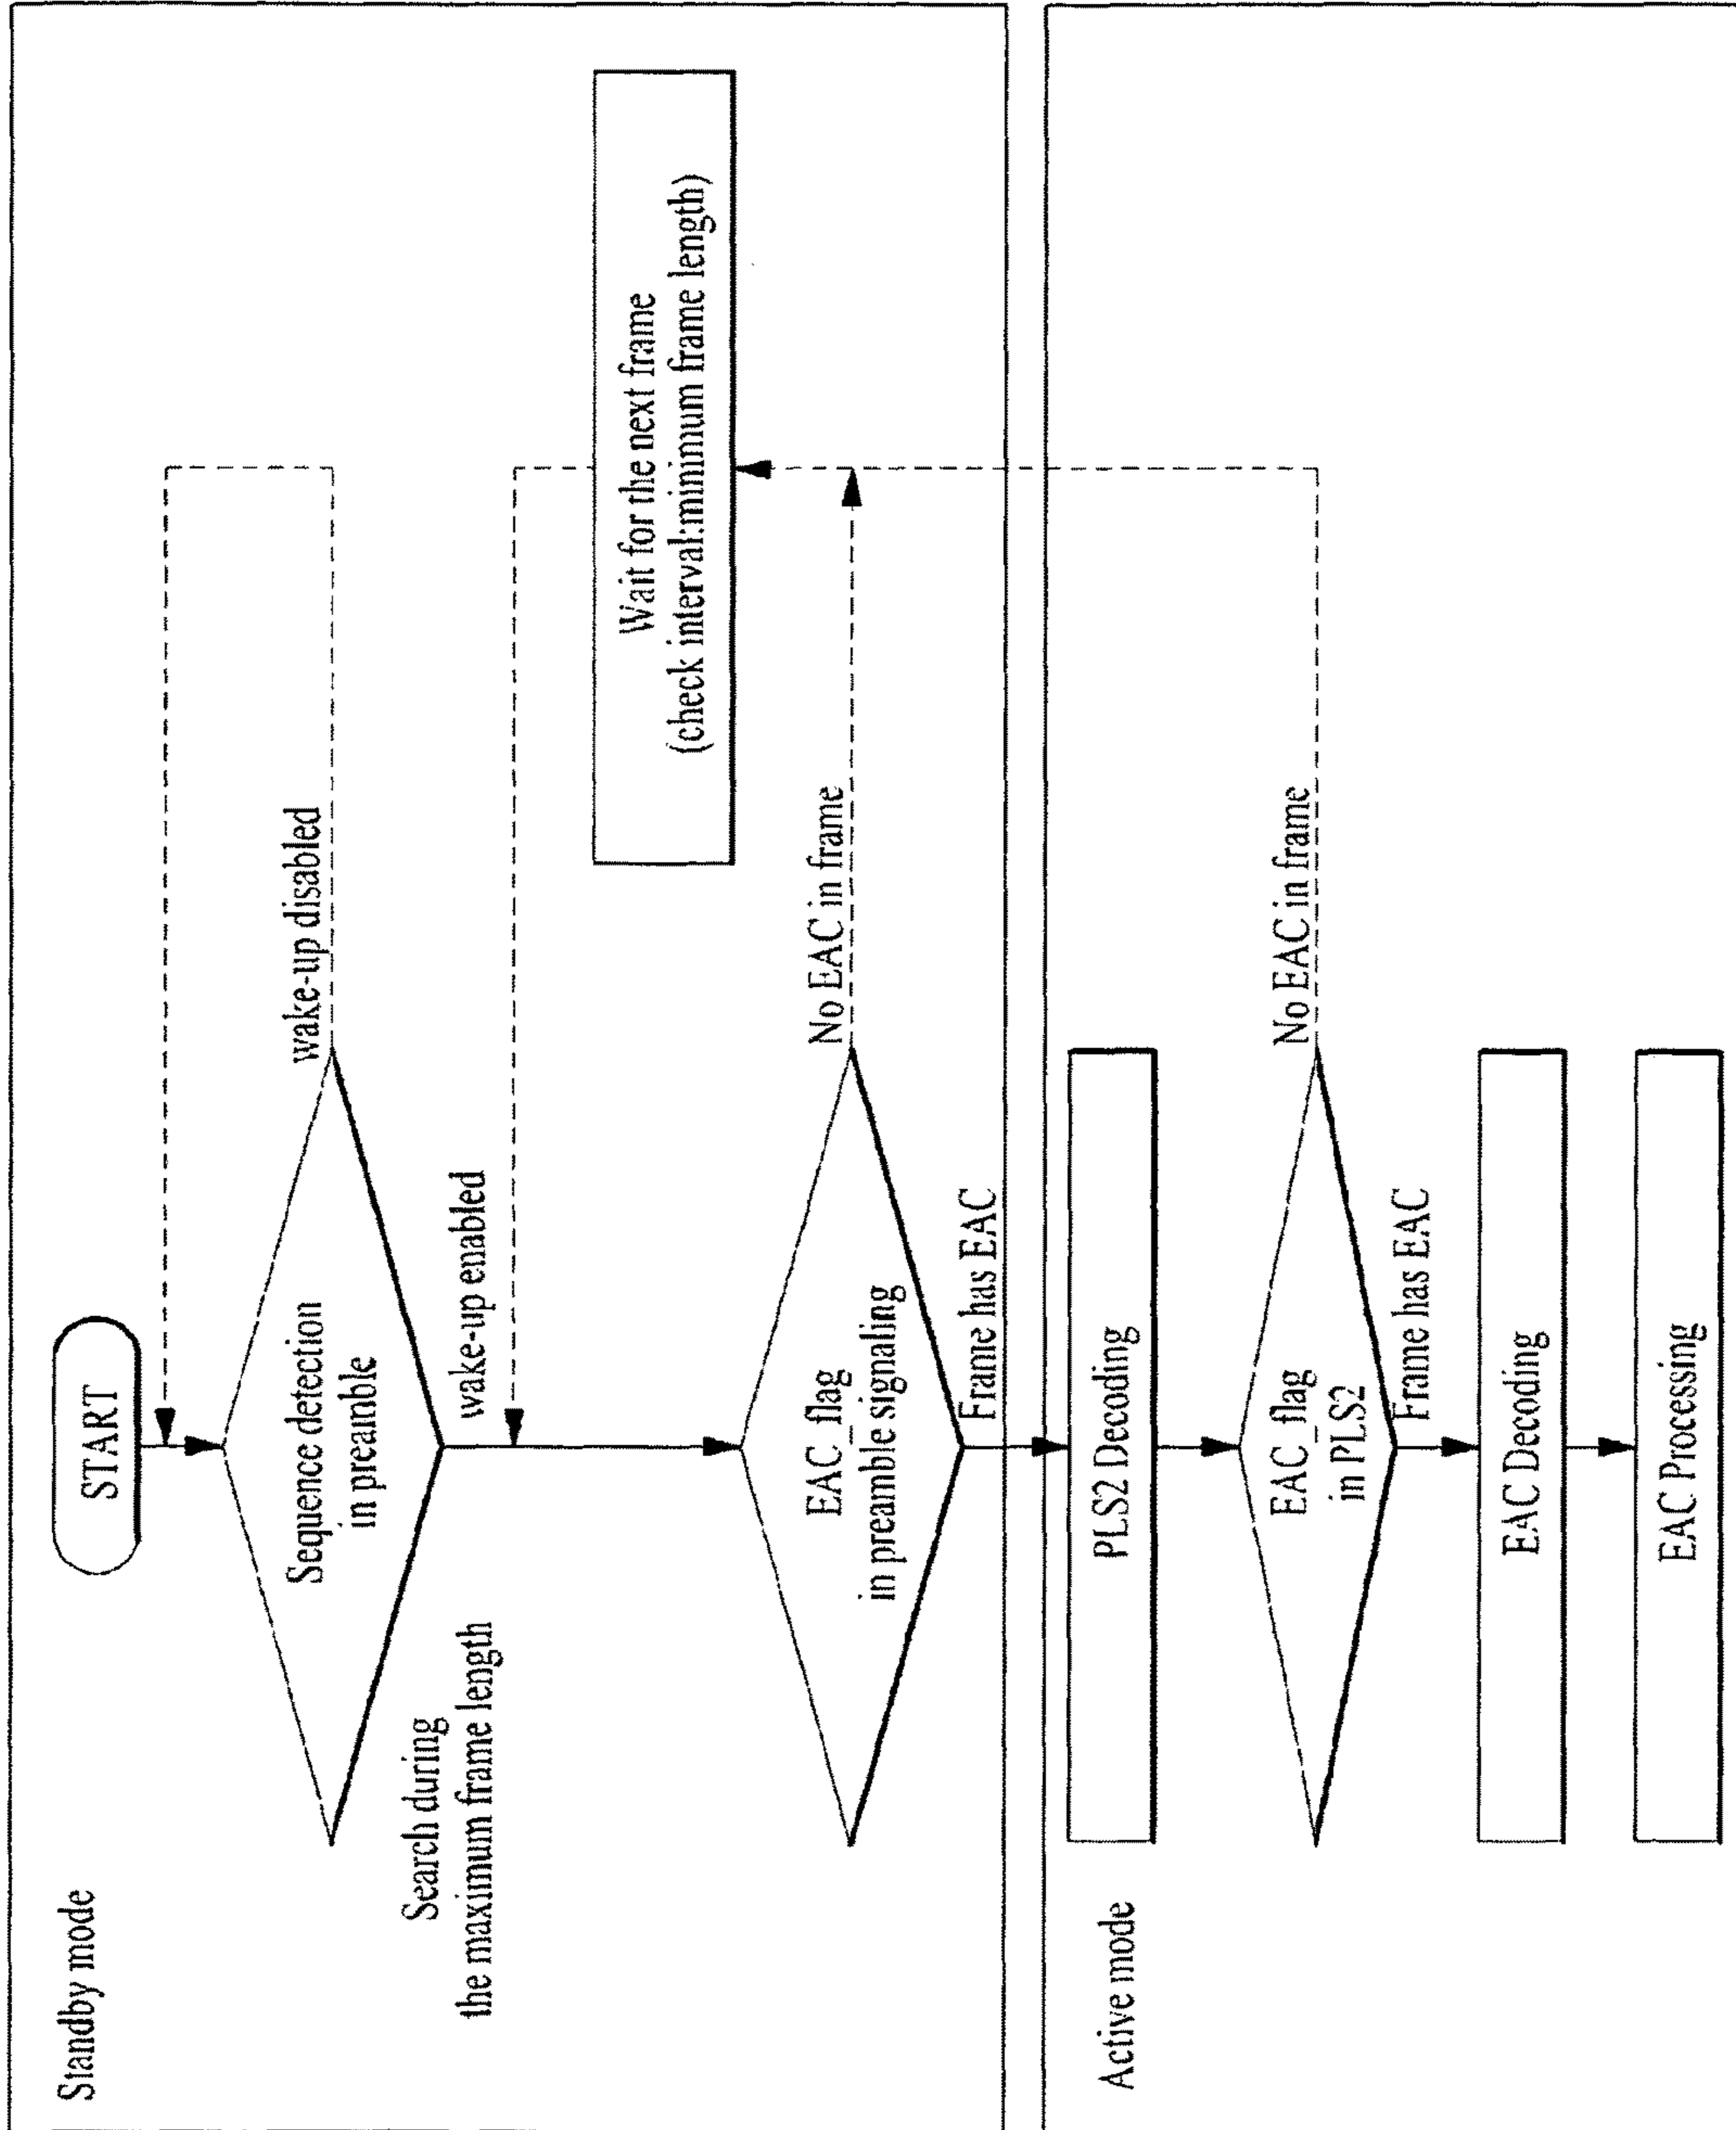 Standby mode
START
Sequence detection
in preamble
wake-up disabled
Search during
the maximum frame length
wake-up enabled
Wait for the next frame
(check interval:minimum frame length)
EAC_flag
in preamble signaling
No EAC in frame
Frame has EAC
Active mode
PLS2 Decoding
EAC_flag
in PLS2
No EAC in frame
Frame has EAC
EAC Decoding
EAC Processing